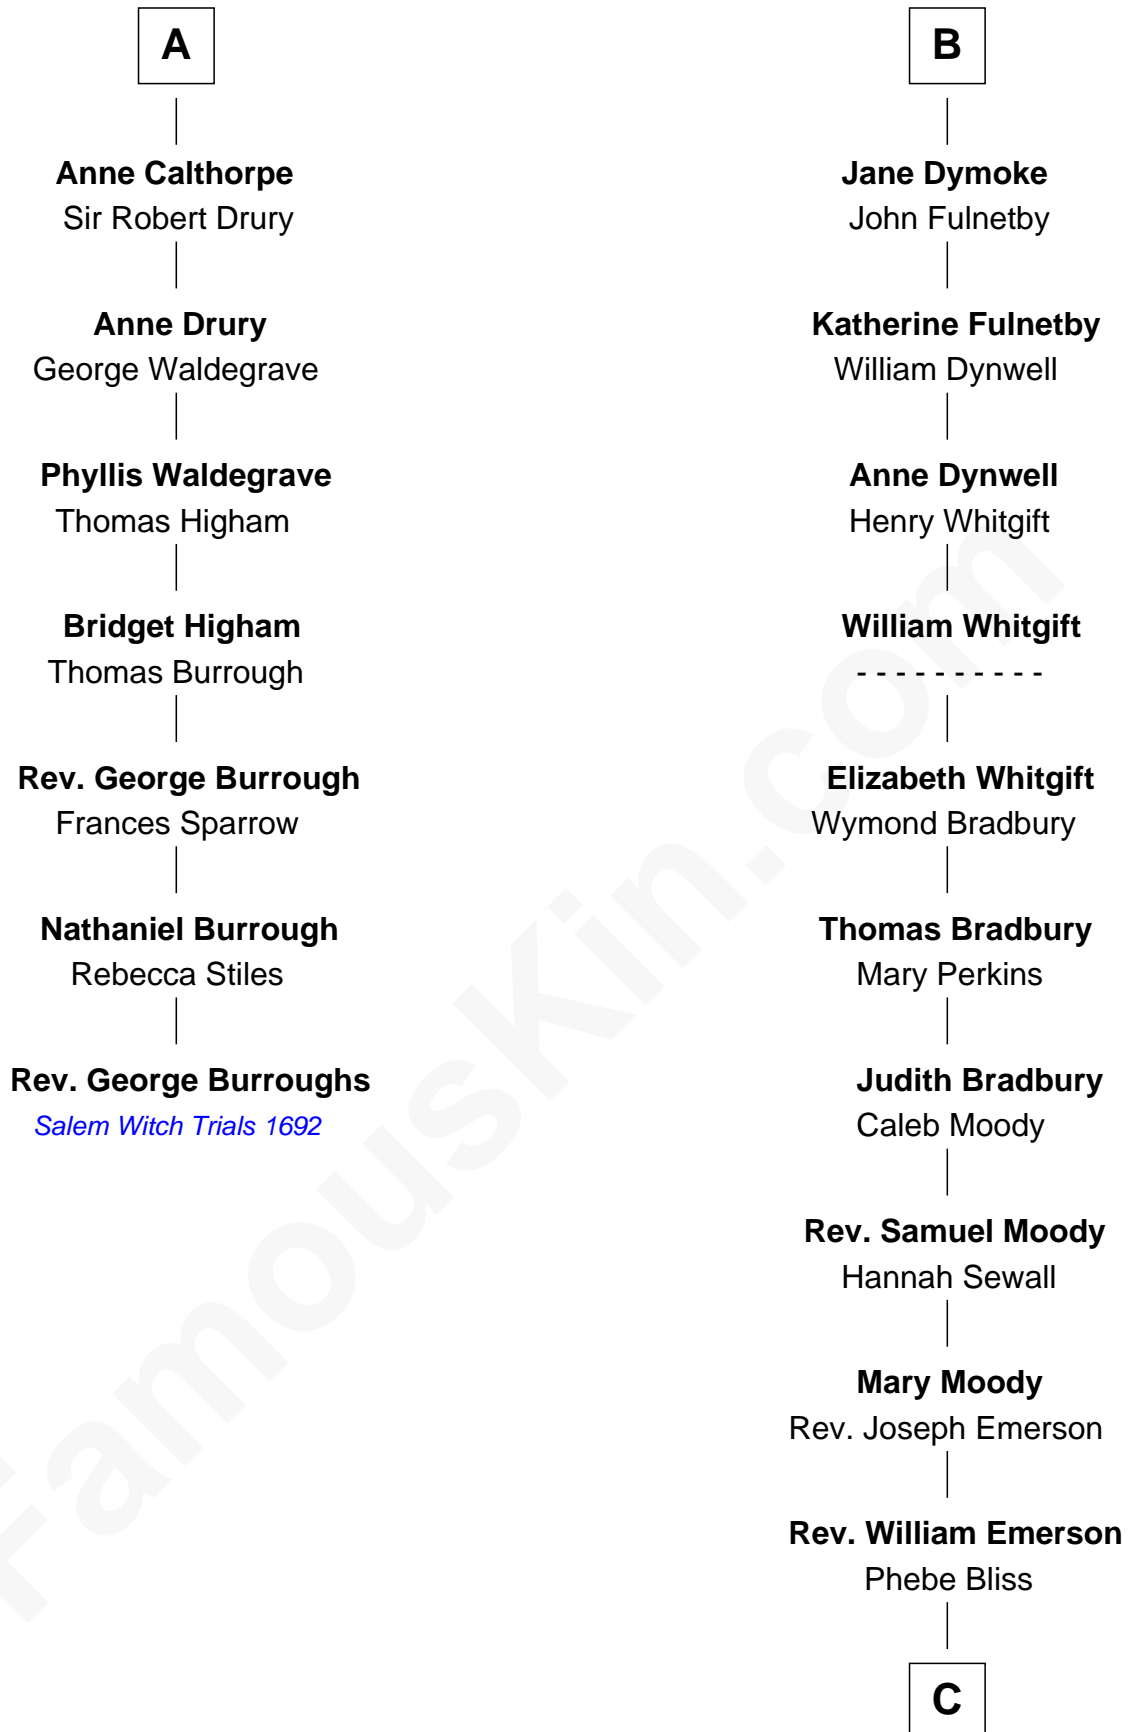 A
Anne Calthorpe
Sir Robert Drury
Anne Drury
George Waldegrave
Phyllis Waldegrave
Thomas Higham
Bridget Higham
Thomas Burrough
Rev. George Burrough
Frances Sparrow
Nathaniel Burrough
Rebecca Stiles
Rev. George Burroughs
Salem Witch Trials 1692
B
Jane Dymoke
John Fulnetby
Katherine Fulnetby
William Dynwell
Anne Dynwell
Henry Whitgift
William Whitgift
- - - - - - - - - -
Elizabeth Whitgift
Wymond Bradbury
Thomas Bradbury
Mary Perkins
Judith Bradbury
Caleb Moody
Rev. Samuel Moody
Hannah Sewall
Mary Moody
Rev. Joseph Emerson
Rev. William Emerson
Phebe Bliss
C
FamousKin.com